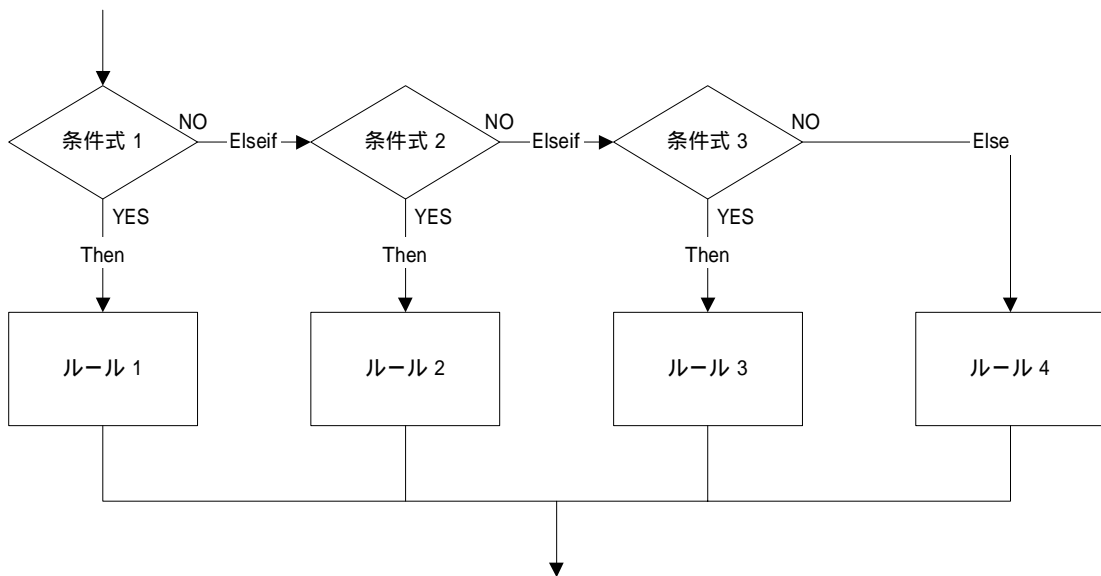 条件式 1
NO
Elseif
条件式 2
NO
Elseif
条件式 3
NO
Else
YES
YES
YES
Then
Then
Then
ルール 1
ルール 2
ルール 3
ルール 4